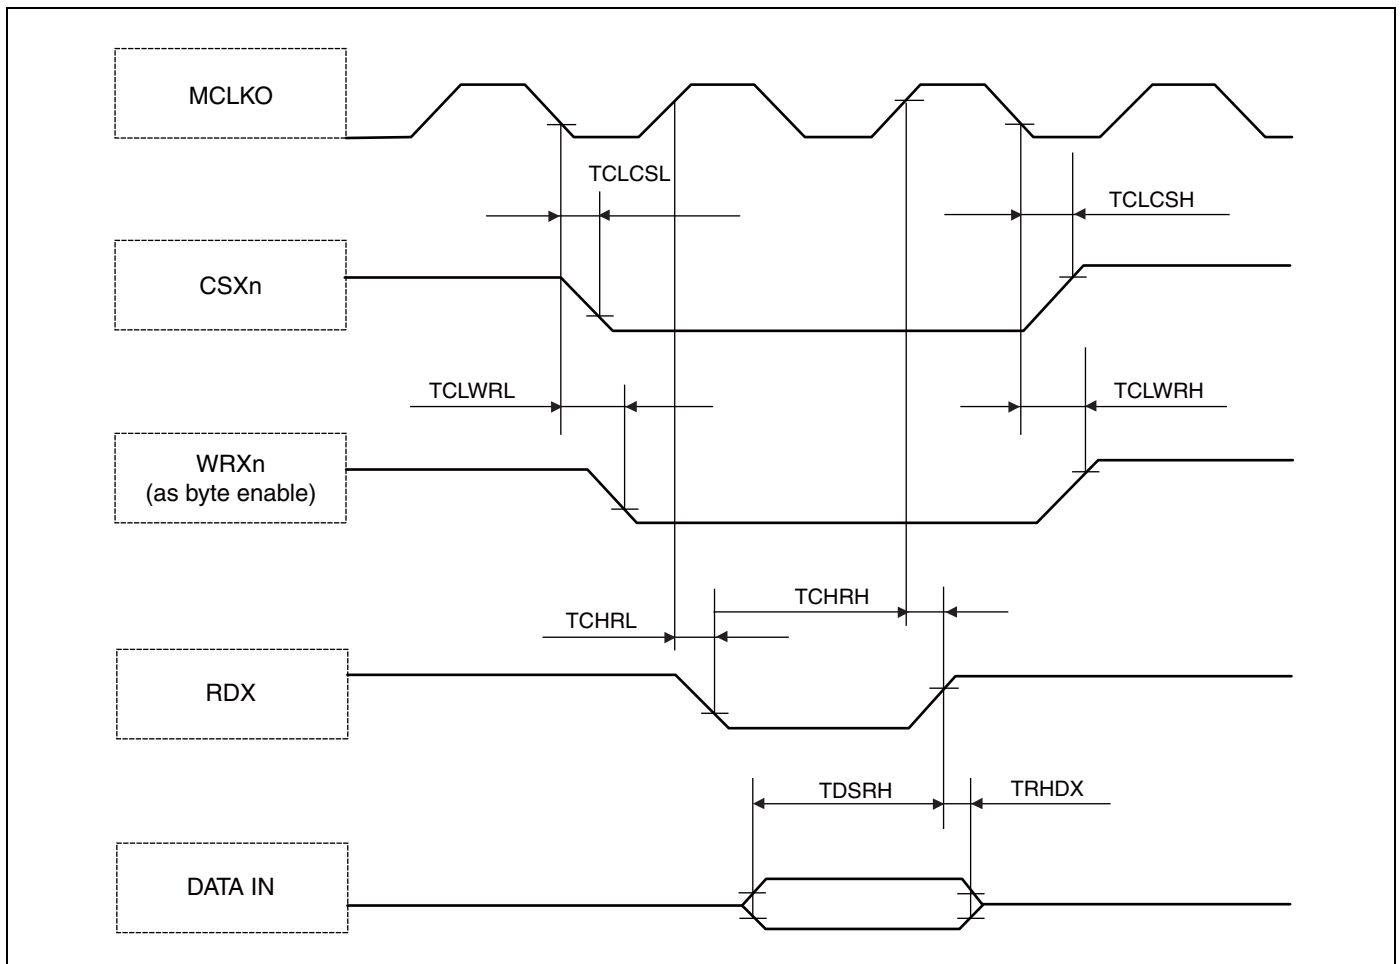 MCLKO
TCLCSL
TCLCSH
CSXn
TCLWRL
TCLWRH
WRXn
(as byte enable)
TCHRH
TCHRL
RDX
TDSRH
TRHDX
DATA IN